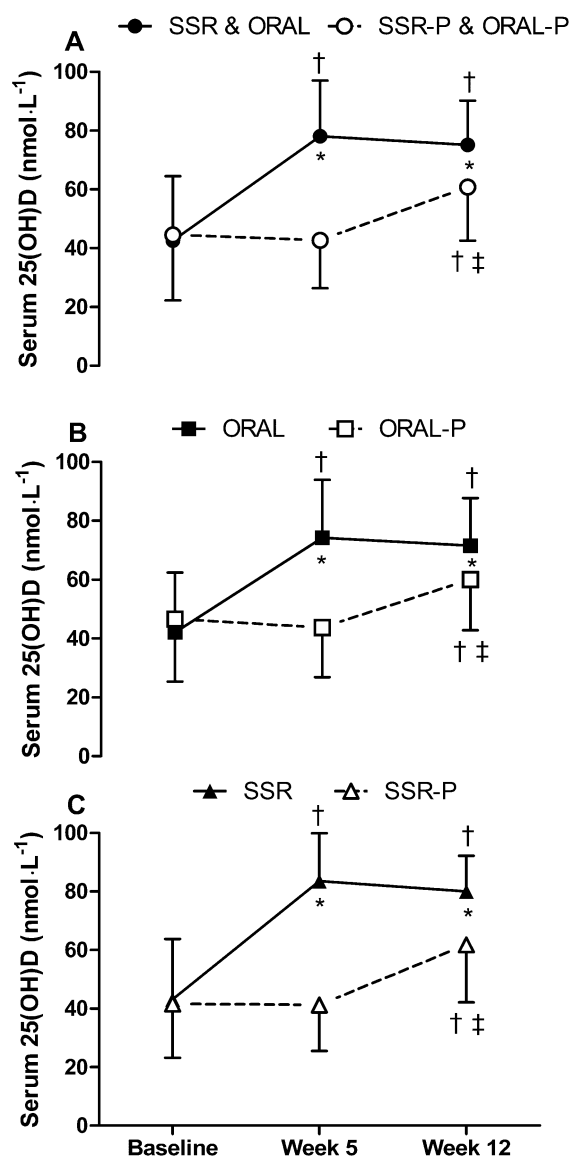 A
SSR & ORAL SSR-P & ORAL-P
Serum 25(OH)D (nmol·L⁻¹)
100
80
60
40
20
0
† †
* *
† ‡
B
ORAL ORAL-P
Serum 25(OH)D (nmol·L⁻¹)
100
80
60
40
20
0
† †
* *
† ‡
C
SSR SSR-P
Serum 25(OH)D (nmol·L⁻¹)
100
80
60
40
20
0
† †
* *
† ‡
Baseline Week 5 Week 12